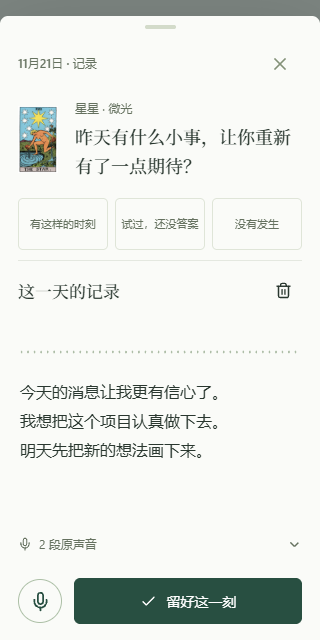 11月21日 · 记录
星星 · 微光
昨天有什么小事，让你重新
有了一点期待？
有这样的时刻
试过，还没答案
没有发生
这一天的记录
今天的消息让我更有信心了。
我想把这个项目认真做下去。
明天先把新的想法画下来。
2 段原声音
留好这一刻